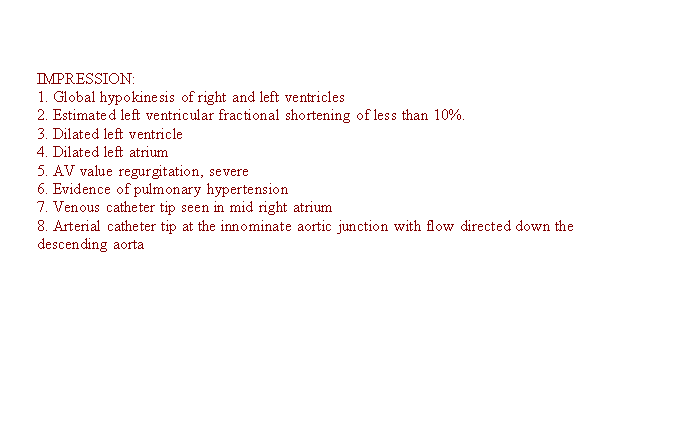 IMPRESSION:
1. Global hypokinesis of right and left ventricles
2. Estimated left ventricular fractional shortening of less than 10%.
3. Dilated left ventricle
4. Dilated left atrium
5. AV value regurgitation, severe
6. Evidence of pulmonary hypertension
7. Venous catheter tip seen in mid right atrium
8. Arterial catheter tip at the innominate aortic junction with flow directed down the
descending aorta